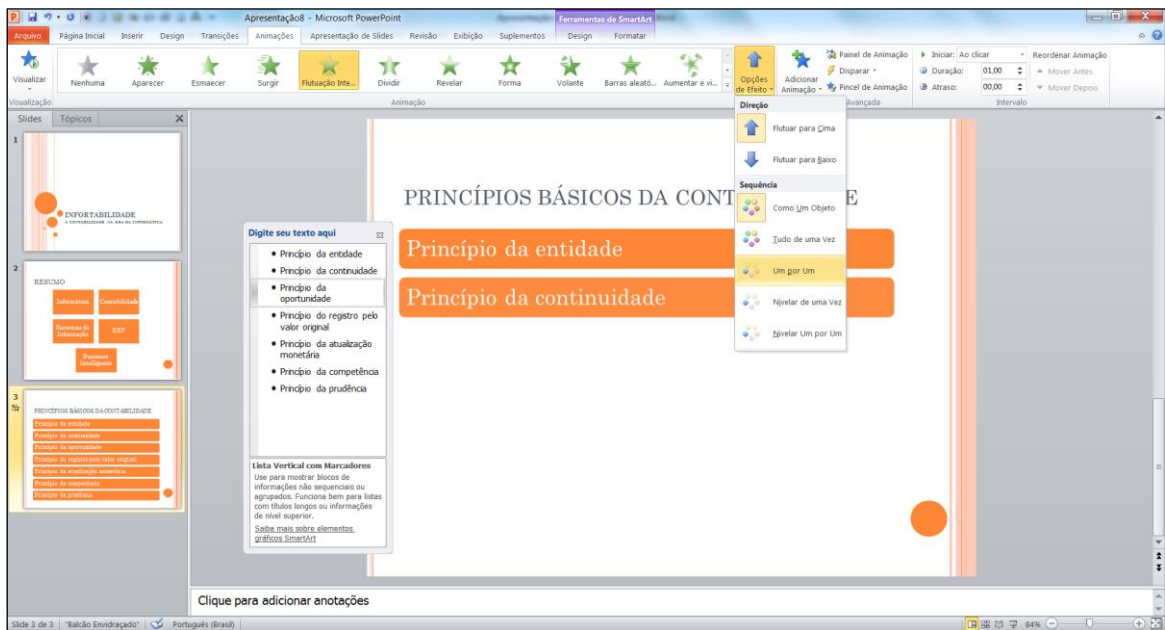 Apresentação8 - Microsoft PowerPoint
Ferramentas de SmartArt
Arquivo Página Inicial Inserir Design Transições Animações Apresentação de Slides Revisão Exibição Suplementos Design Formatar
Visualizar
Nenhuma Aparecer Esmaecer Surgir Flutuação Inte... Dividir Revelar Forma Volante Barras aleató... Aumentar e vi...
Opções
de Efeito
Adicionar
Animação
Painel de Animação
Disparar
Pincel de Animação
Iniciar: Ao clicar
Duração: 01,00
Atraso: 00,00
Reordenar Animação
Mover Antes
Mover Depois
Visualização
Animação
Avançada
Intervalo
Slides Tópicos
1
INFORTABILIDADE
A CONTABILIDADE NA ERA DA INFORMÁTICA
2
RESUMO
Informática Contabilidade
Sistemas de
Informação
ERP
Business
Intelligence
3
PRINCÍPIOS BÁSICOS DA CONTABILIDADE
Princípio da entidade
Princípio da continuidade
Princípio da oportunidade
Princípio do registro pelo valor original
Princípio da atualização monetária
Princípio da competência
Princípio da prudência
Digite seu texto aqui
Princípio da entidade
Princípio da continuidade
Princípio da
oportunidade
Princípio do registro pelo
valor original
Princípio da atualização
monetária
Princípio da competência
Princípio da prudência
Lista Vertical com Marcadores
Use para mostrar blocos de
informações não sequenciais ou
agrupados. Funciona bem para listas
com títulos longos ou informações
de nível superior.
Saiba mais sobre elementos
gráficos SmartArt
PRINCÍPIOS BÁSICOS DA CONT
E
Princípio da entidade
Princípio da continuidade
Direção
Flutuar para Cima
Flutuar para Baixo
Sequência
Como Um Objeto
Tudo de uma Vez
Um por Um
Nivelar de uma Vez
Nivelar Um por Um
Clique para adicionar anotações
Slide 3 de 3 "Balcão Envidraçado" Português (Brasil) 84%